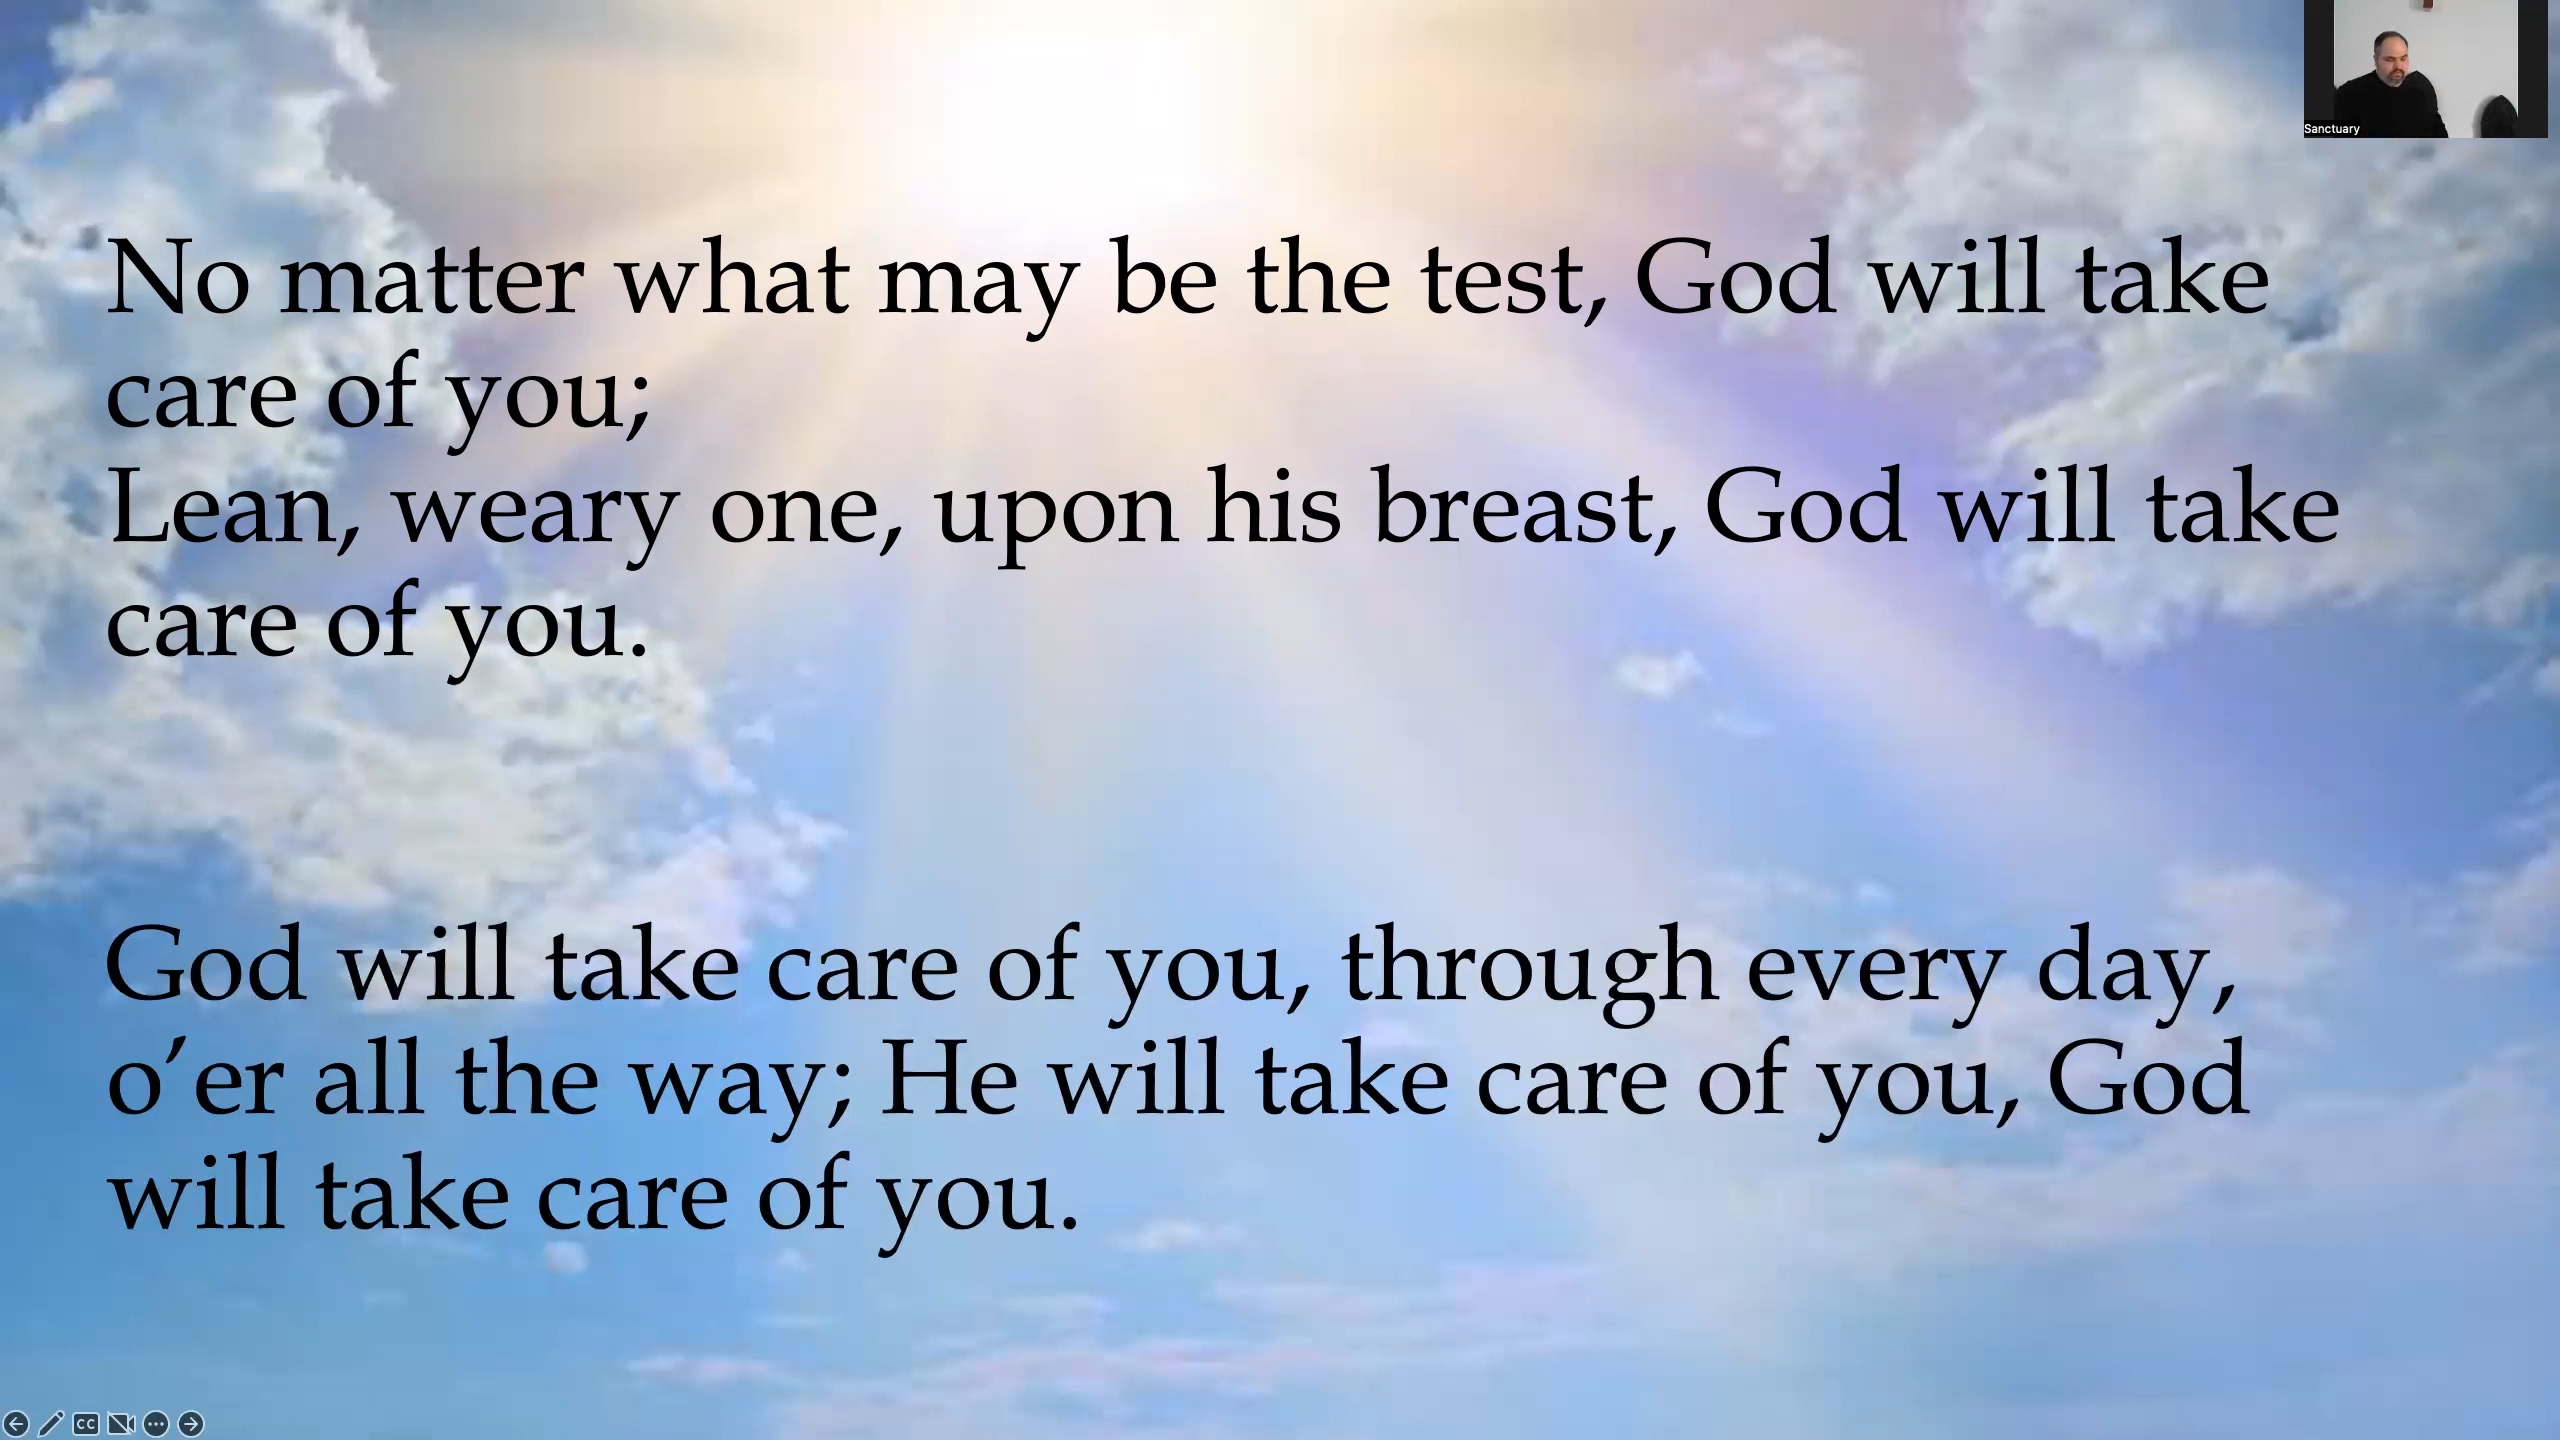 Sanctuary
No matter what may be the test, God will take
care of you;
Lean, weary one, upon his breast, God will take
care of you.
God will take care of you, through every day,
o’er all the way; He will take care of you, God
will take care of you.
CC